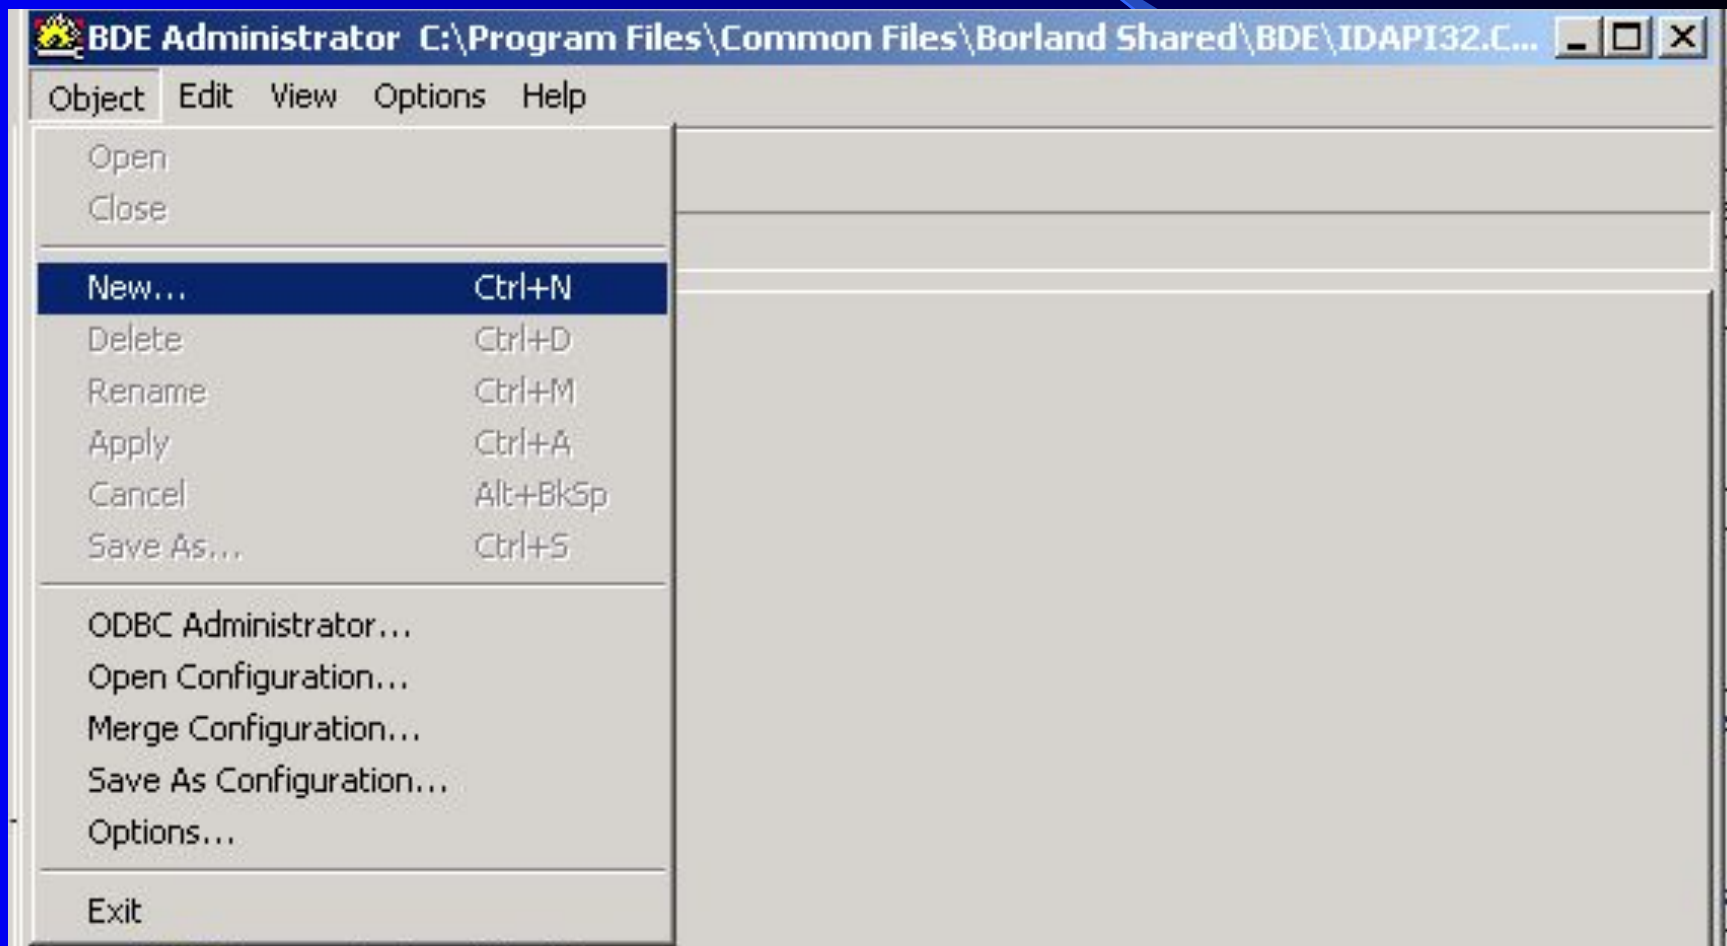 BDE Administrator C:\Program Files\Common Files\Borland Shared\BDE\IDAPI32.C...
Object Edit View Options Help
Open
Close
New... Ctrl+N
Delete Ctrl+D
Rename Ctrl+M
Apply Ctrl+A
Cancel Alt+BkSp
Save As... Ctrl+S
ODBC Administrator...
Open Configuration...
Merge Configuration...
Save As Configuration...
Options...
Exit